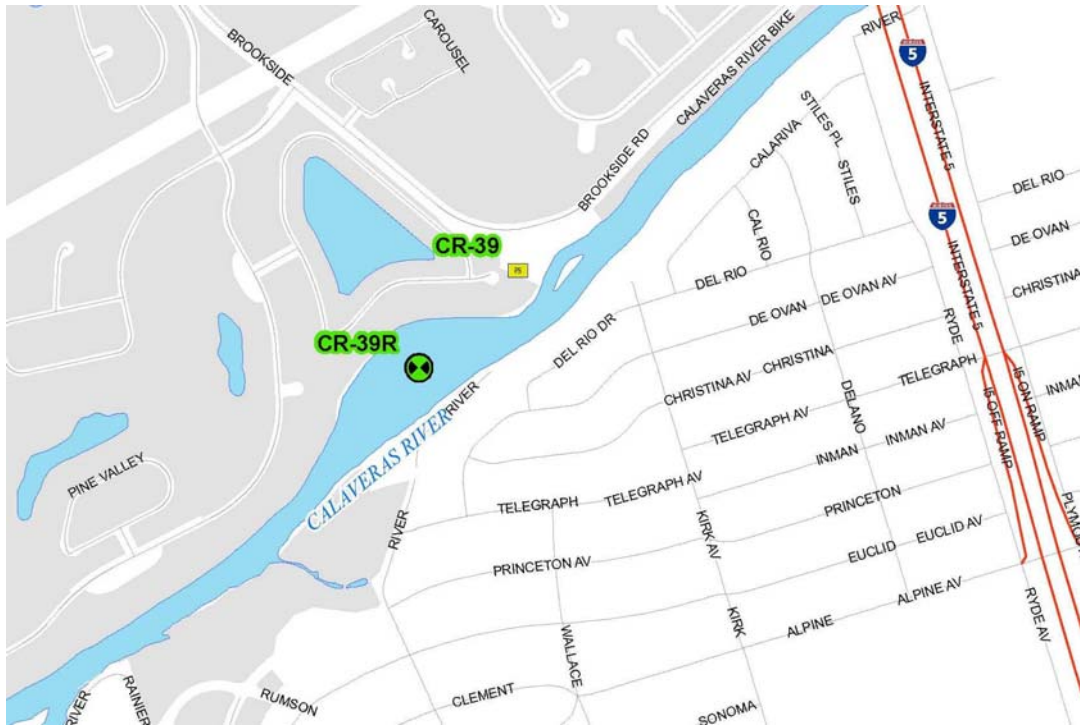 BROOKSIDE
CAROUSEL
CALAVERAS RIVER BIKE
BROOKSIDE RD
RIVER
5
INTERSTATE 5
STILES PL
STILES
CALARIVA
CAL RIO
DEL RIO
5
INTERSTATE 5
DEL RIO
DE OVAN
CHRISTINA
CR-39
CR-39R
DEL RIO DR
DE OVAN
DE OVAN AV
RYDE
CHRISTINA AV
CHRISTINA
TELEGRAPH
I5 OFF RAMP
I5 ON RAMP
INMAN
TELEGRAPH AV
DELANO
INMAN
INMAN AV
RIVER
CALAVERAS RIVER
PINE VALLEY
TELEGRAPH
TELEGRAPH AV
RIVER
KIRK AV
PRINCETON
PRINCETON AV
EUCLID
EUCLID AV
ALPINE
ALPINE AV
RYDE AV
WALLACE
KIRK
CLEMENT
SONOMA
RUMSON
RAINIER
RIVER